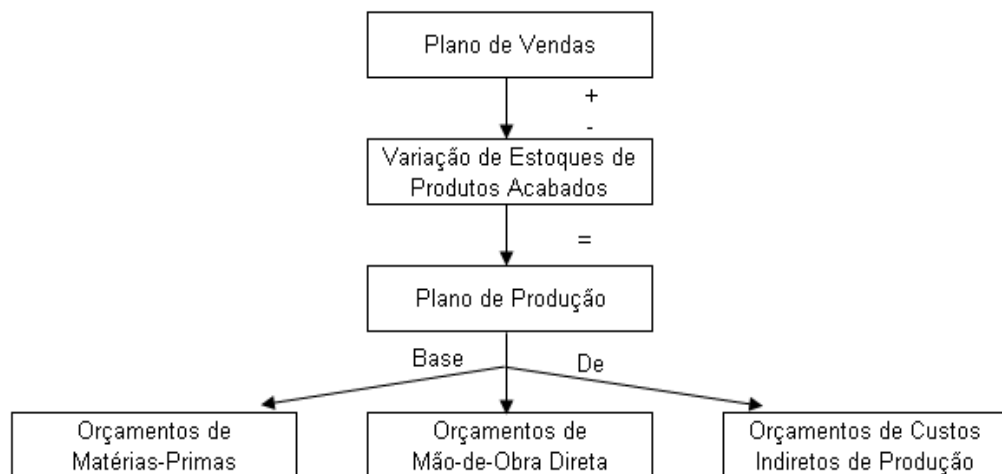 Plano de Vendas
+
-
Variação de Estoques de
Produtos Acabados
=
Plano de Produção
Base
De
Orçamentos de
Matérias-Primas
Orçamentos de
Mão-de-Obra Direta
Orçamentos de Custos
Indiretos de Produção